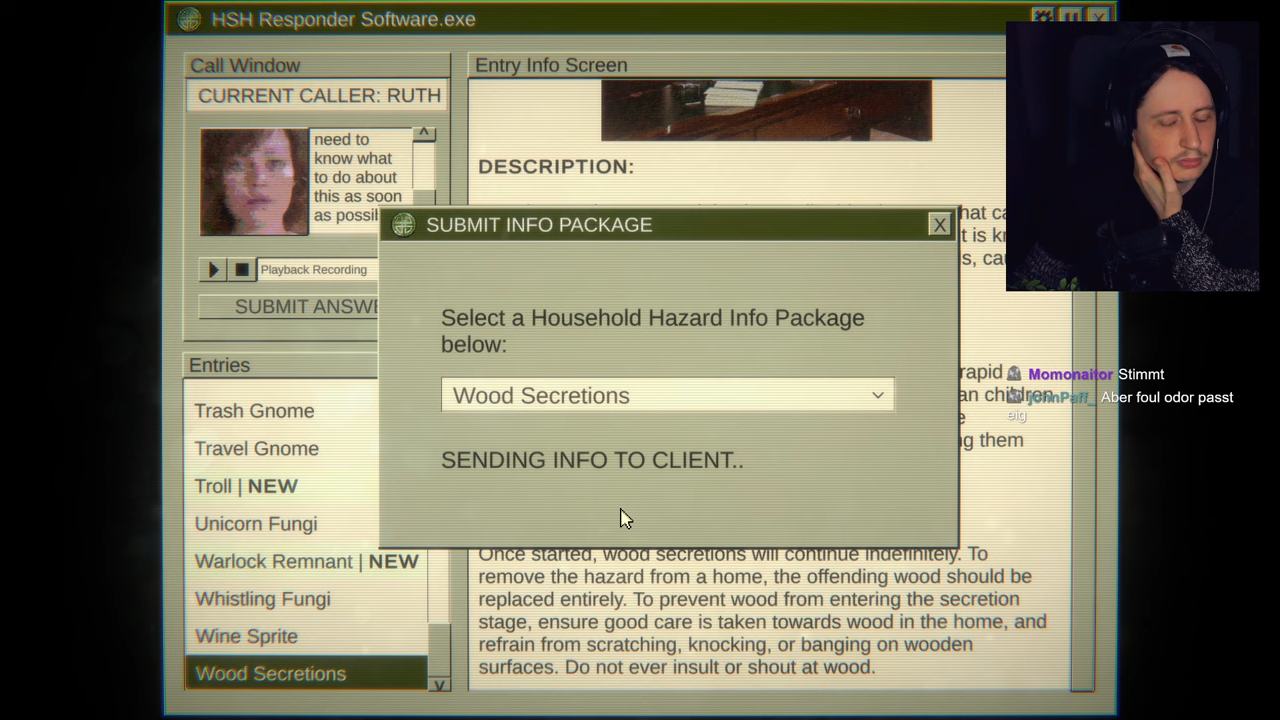 HSH Responder Software.exe
Call Window
CURRENT CALLER: RUTH
need to
know what
to do about
this as soon
Playback Recording
SUBMIT
Entries
Trash Gnome
Travel Gnome
Troll | NEW
Unicorn Fungi
Warlock Remnant | NEW
Whistling Fungi
Wine Sprite
Wood Secretions
Entry Info Screen
DESCRIPTION:
SUBMIT INFO PACKAGE
X
Select a Household Hazard Info Package
below:
Wood Secretions
SENDING INFO TO CLIENT..
rapid
them
Once started, wood secretions will continue indefinitely. To
remove the hazard from a home, the offending wood should be
replaced entirely. To prevent wood from entering the secretion
stage, ensure good care is taken towards wood in the home, and
refrain from scratching, knocking, or banging on wooden
surfaces. Do not ever insult or shout at wood.
Momonaitor Stimmt
johnPaff_ Aber foul odor passt
eig